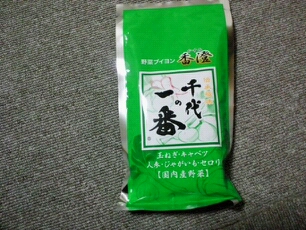 野菜ブイヨン 香澄
千代の一番
玉ねぎ・キャベツ
人参・じゃがいも・セロリ
【国内産野菜】